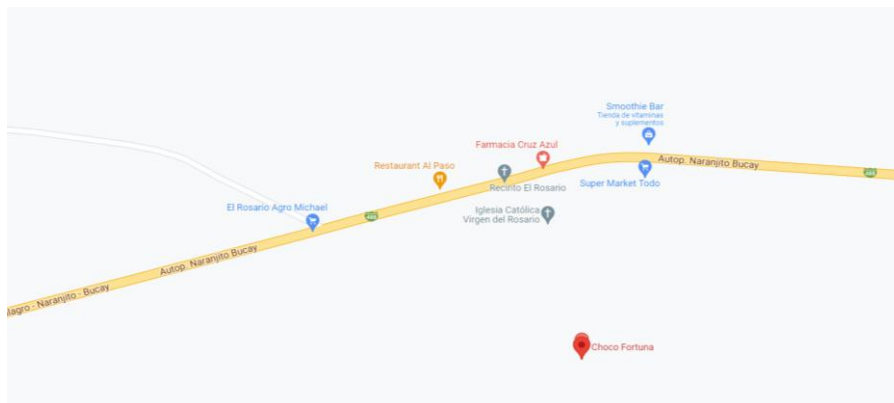 Smoothie Bar
Tienda de vitaminas
y suplementos
Farmacia Cruz Azul
Autop. Naranjito Bucay
Restaurant Al Paso
Recinto El Rosario
Super Market Todo
El Rosario Agro Michael
Iglesia Católica
Virgen del Rosario
Autop. Naranjito Bucay
lagro - Naranjito - Bucay
Choco Fortuna